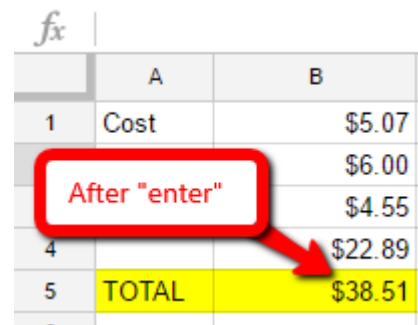 fx
A B
1 Cost $5.07
$6.00
After "enter"
$4.55
4 $22.89
5 TOTAL $38.51